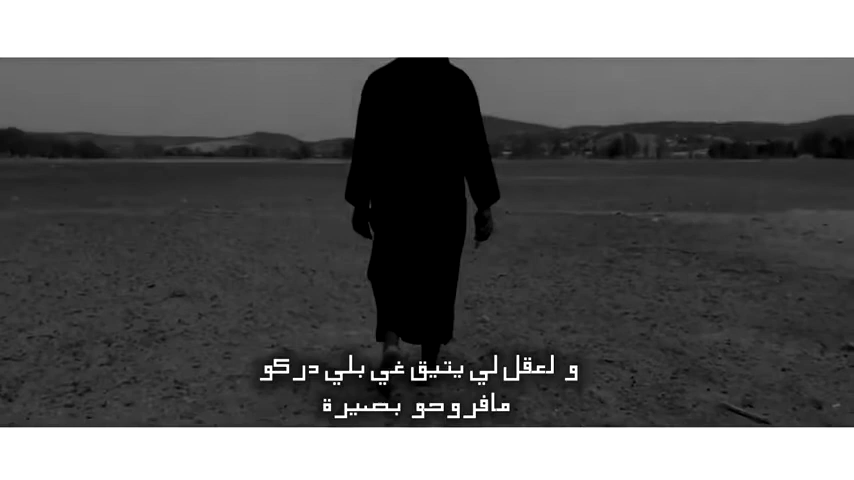 و لعقل لي يتيق غي بلي دركو
مافروحو بصيرة